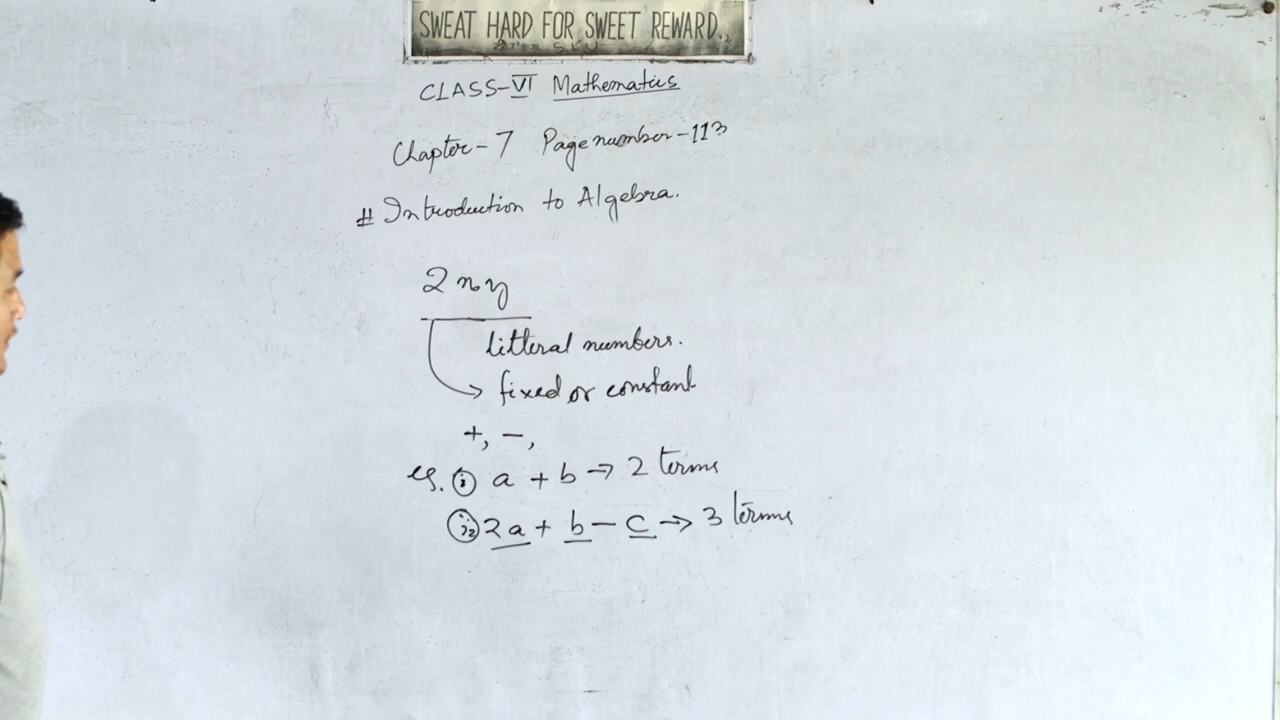 SWEAT HARD FOR SWEET REWARD.
CLASS-VI Mathematics
Chapter-7 Page number-113
# Introduction to Algebra.
2xy
litteral numbers.
fixed or constant
+, -,
eg. (i) a + b → 2 terms
(ii) 2a + b - c → 3 terms